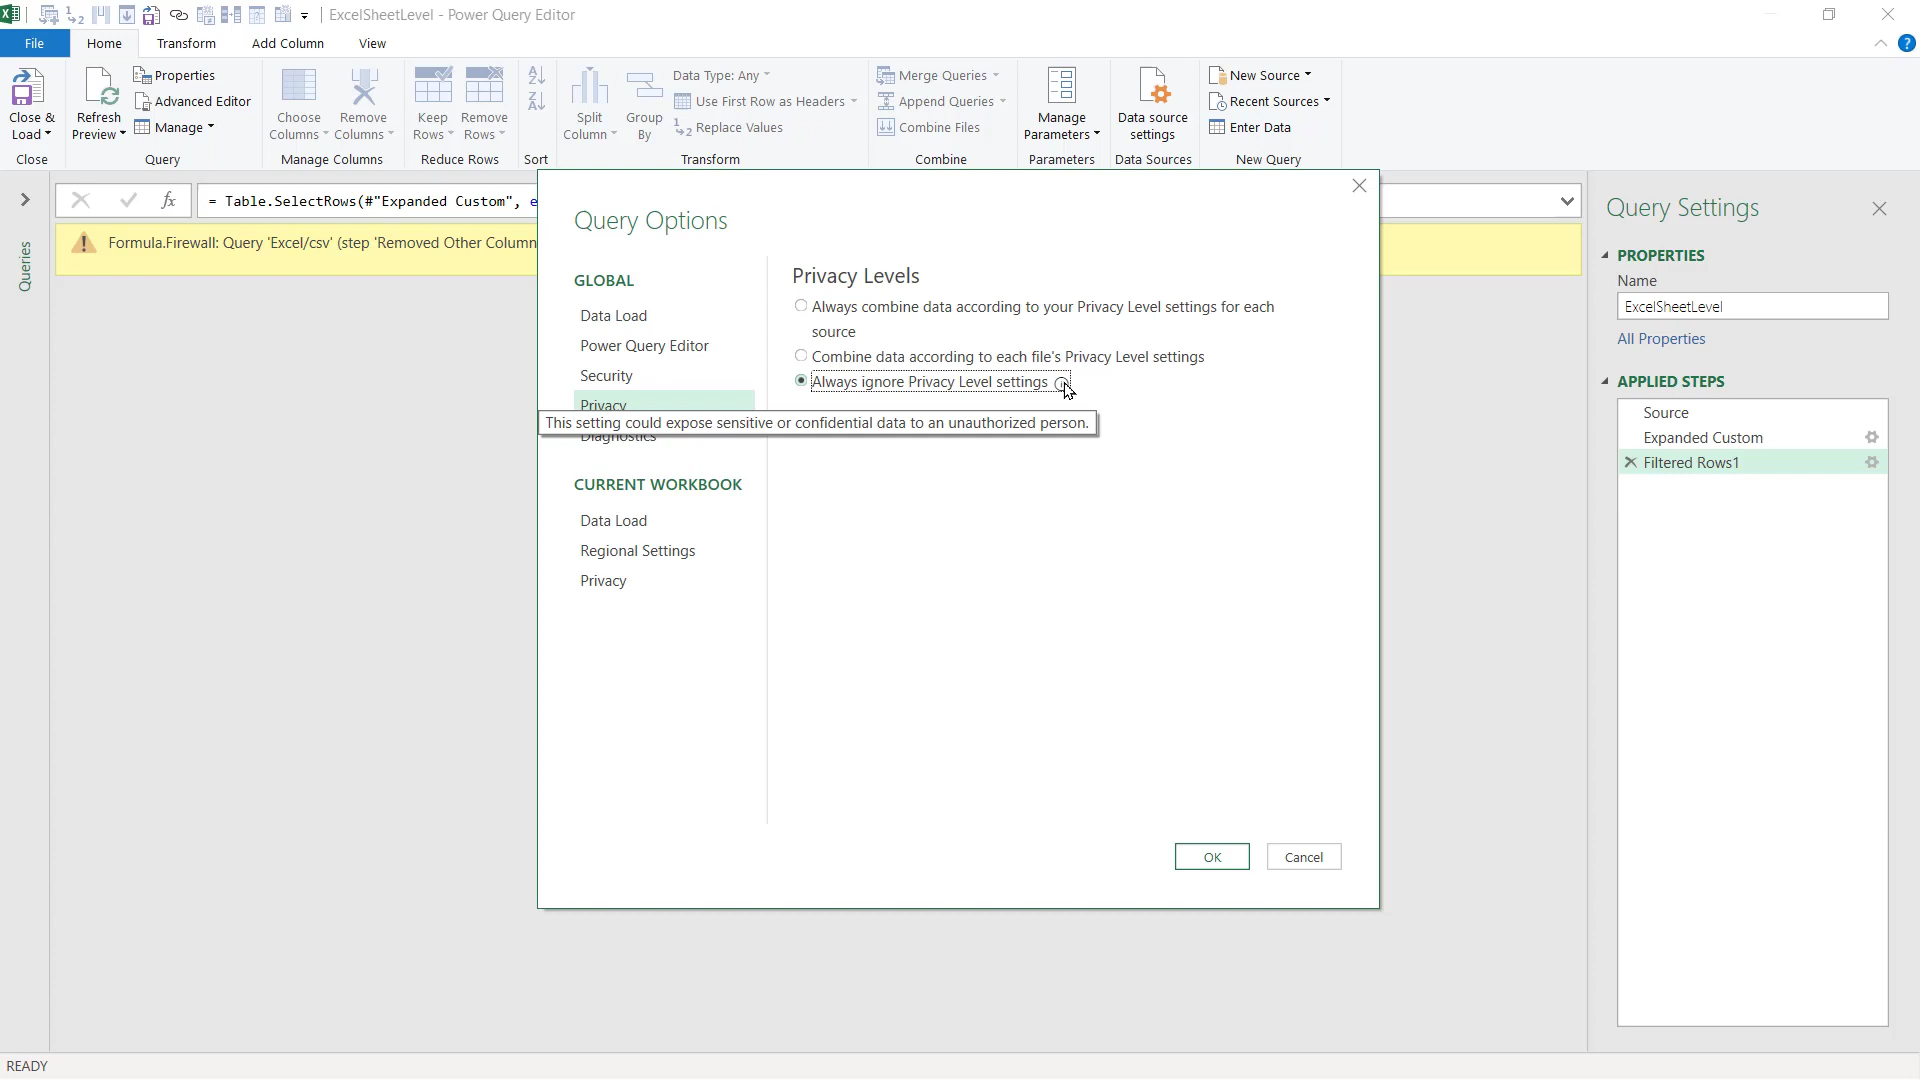 ExcelSheetLevel - Power Query Editor
File
Home
Transform
Add Column
View
Close &
Load
Refresh
Preview
Properties
Advanced Editor
Manage
Choose
Columns
Remove
Columns
Keep
Rows
Remove
Rows
Split
Column
Group
By
Data Type: Any
Use First Row as Headers
Replace Values
Merge Queries
Append Queries
Combine Files
Manage
Parameters
Data source
settings
New Source
Recent Sources
Enter Data
Close
Query
Manage Columns
Reduce Rows
Sort
Transform
Combine
Parameters
Data Sources
New Query
fx
= Table.SelectRows(#"Expanded Custom", e
Formula.Firewall: Query 'Excel/csv' (step 'Removed Other Column
Queries
Query Options
GLOBAL
Data Load
Power Query Editor
Security
Privacy
Diagnostics
CURRENT WORKBOOK
Data Load
Regional Settings
Privacy
Privacy Levels
Always combine data according to your Privacy Level settings for each
source
Combine data according to each file's Privacy Level settings
Always ignore Privacy Level settings
This setting could expose sensitive or confidential data to an unauthorized person.
OK
Cancel
Query Settings
PROPERTIES
Name
ExcelSheetLevel
All Properties
APPLIED STEPS
Source
Expanded Custom
Filtered Rows1
READY